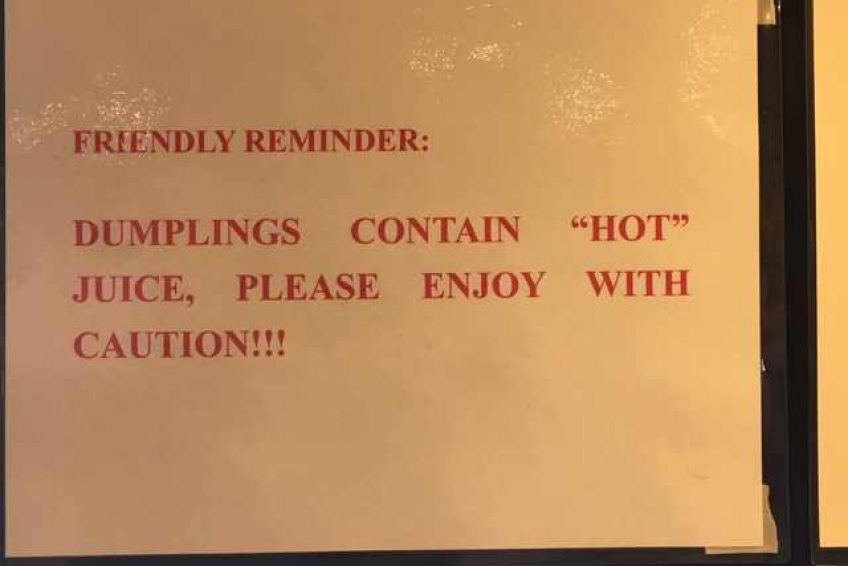 FRIENDLY REMINDER:
DUMPLINGS CONTAIN “HOT”
JUICE, PLEASE ENJOY WITH
CAUTION!!!